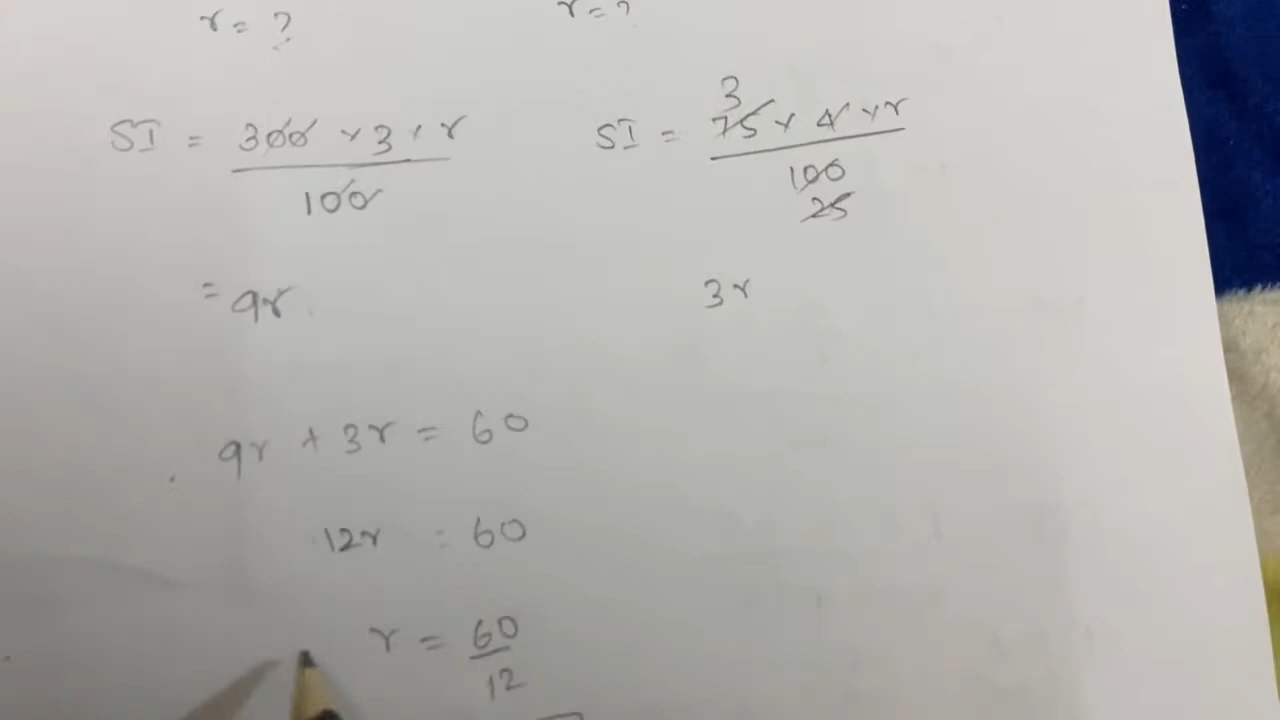 r = ?
r = ?
SI = 300 × 3 × r
100
SI = 75 × 4 × r
3
100
25
= 9r
3r
9r + 3r = 60
12r = 60
r = 60
12